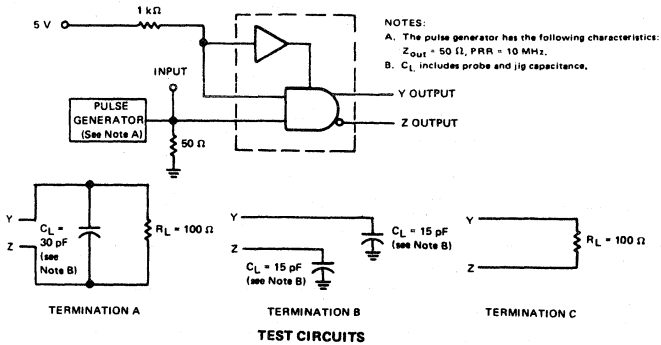 1 kΩ
5 V
NOTES:
A. The pulse generator has the following characteristics:
Zout = 50 Ω, PRR = 10 MHz.
B. CL includes probe and jig capacitance.
INPUT
PULSE
GENERATOR
(See Note A)
50 Ω
Y OUTPUT
Z OUTPUT
Y
Z
CL =
30 pF
(see
Note B)
RL = 100 Ω
TERMINATION A
Y
Z
CL = 15 pF
(see Note B)
CL = 15 pF
(see Note B)
TERMINATION B
Y
Z
RL = 100 Ω
TERMINATION C
TEST CIRCUITS